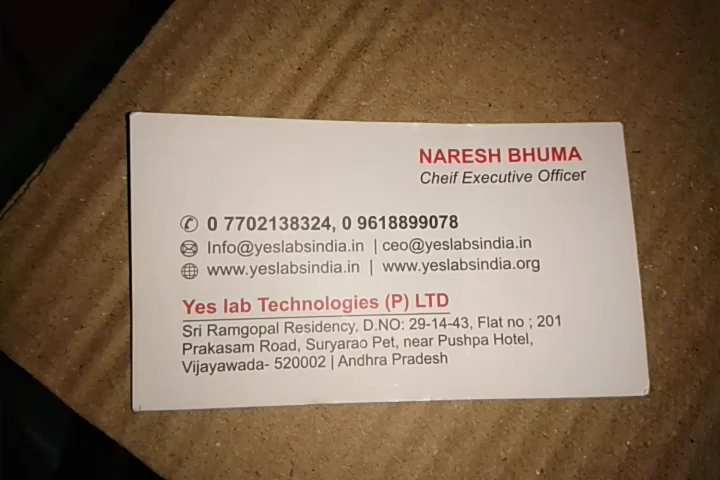 NARESH BHUMA
Cheif Executive Officer
✆ 0 7702138324, 0 9618899078
Info@yeslabsindia.in | ceo@yeslabsindia.in
www.yeslabsindia.in | www.yeslabsindia.org
Yes lab Technologies (P) LTD
Sri Ramgopal Residency, D.NO: 29-14-43, Flat no ; 201
Prakasam Road, Suryarao Pet, near Pushpa Hotel,
Vijayawada- 520002 | Andhra Pradesh